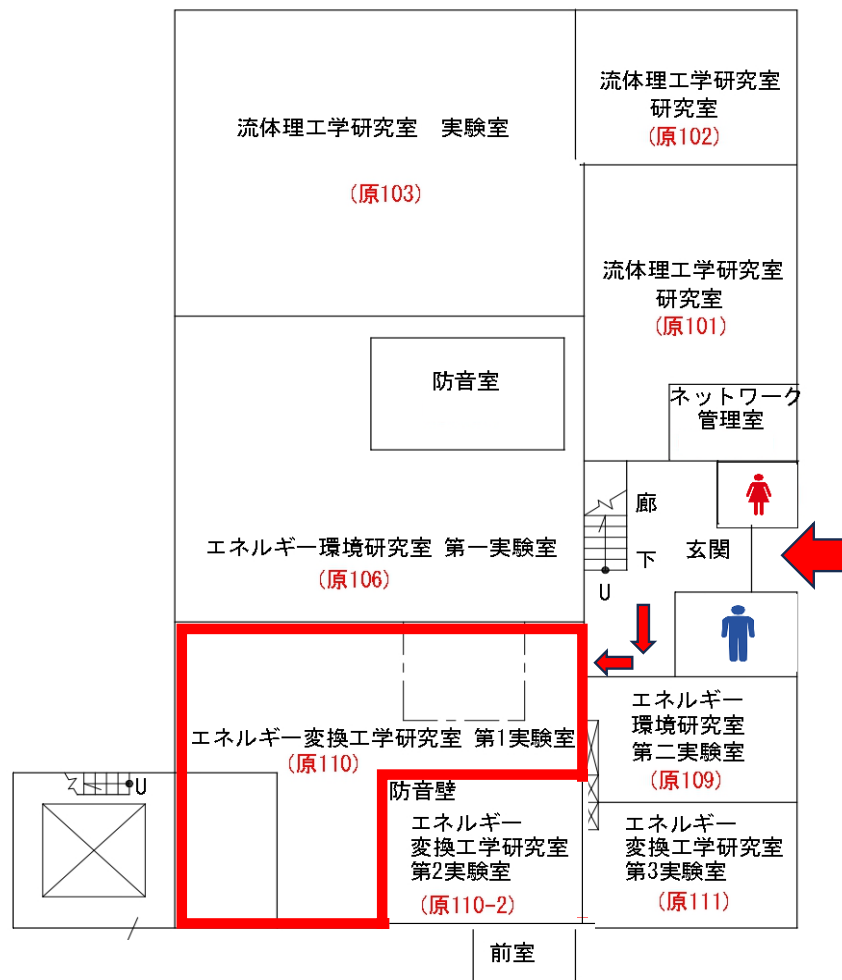 流体理工学研究室　実験室
(原103)
流体理工学研究室
研究室
(原102)
流体理工学研究室
研究室
(原101)
防音室
ネットワーク
管理室
廊
下
玄関
U
エネルギー環境研究室 第一実験室
(原106)
エネルギー変換工学研究室 第1実験室
(原110)
エネルギー
環境研究室
第二実験室
(原109)
U
防音壁
エネルギー
変換工学研究室
第2実験室
(原110-2)
エネルギー
変換工学研究室
第3実験室
(原111)
前室